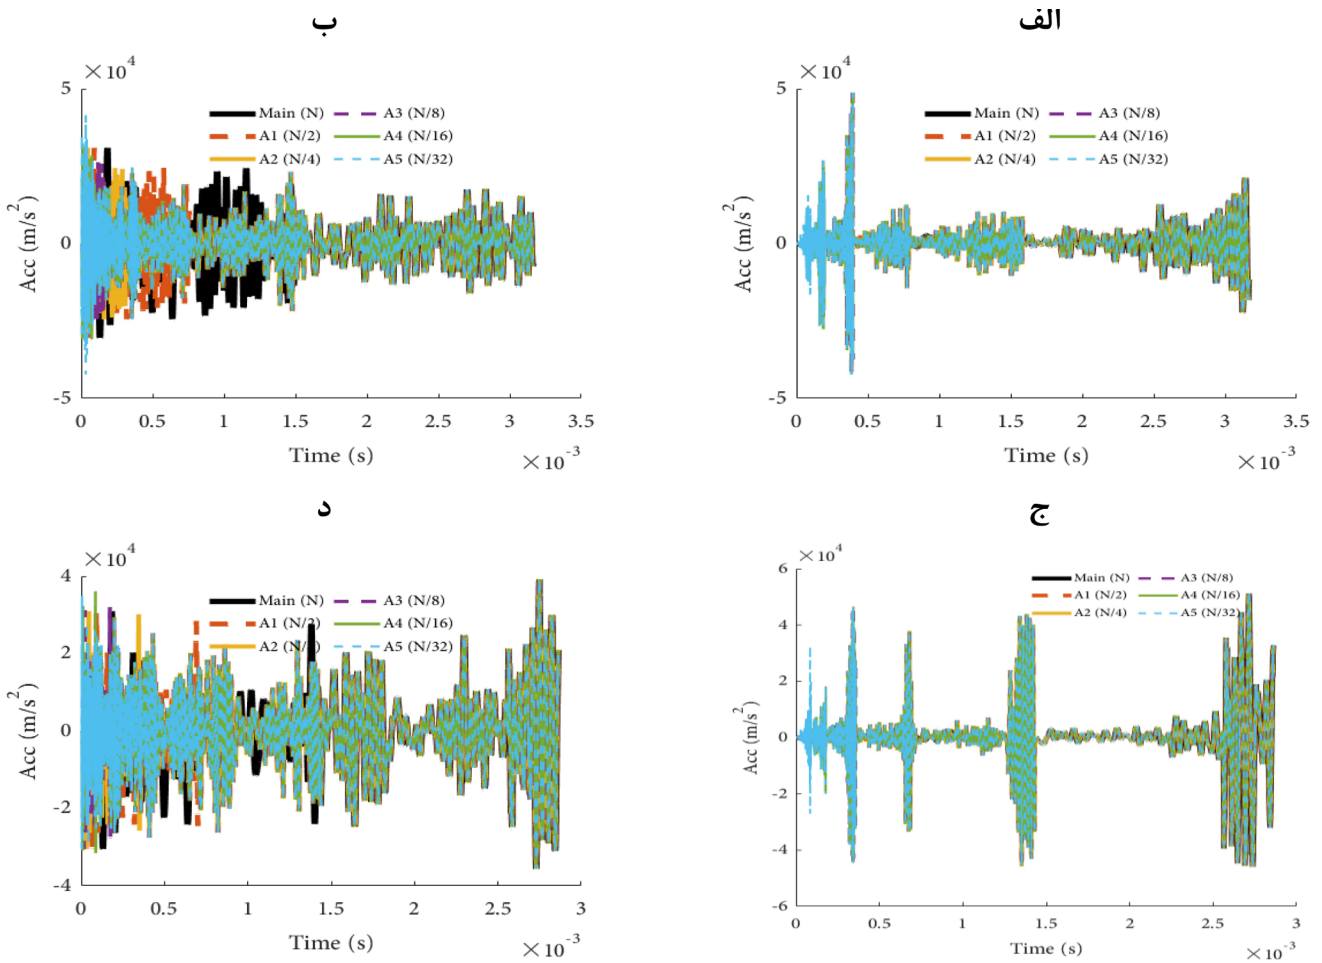 الف
×10^4
5
0
-5
Acc (m/s^2)
Main (N) A3 (N/8)
A1 (N/2) A4 (N/16)
A2 (N/4) A5 (N/32)
0 0.5 1 1.5 2 2.5 3 3.5
Time (s)
×10^-3
ب
×10^4
5
0
-5
Acc (m/s^2)
Main (N) A3 (N/8)
A1 (N/2) A4 (N/16)
A2 (N/4) A5 (N/32)
0 0.5 1 1.5 2 2.5 3 3.5
Time (s)
×10^-3
ج
×10^4
6
4
2
0
-2
-4
-6
Acc (m/s^2)
Main (N) A3 (N/8)
A1 (N/2) A4 (N/16)
A2 (N/4) A5 (N/32)
0 0.5 1 1.5 2 2.5 3
Time (s)
×10^-3
د
×10^4
4
2
0
-2
-4
Acc (m/s^2)
Main (N) A3 (N/8)
A1 (N/2) A4 (N/16)
A2 (N/ ) A5 (N/32)
0 0.5 1 1.5 2 2.5 3
Time (s)
×10^-3